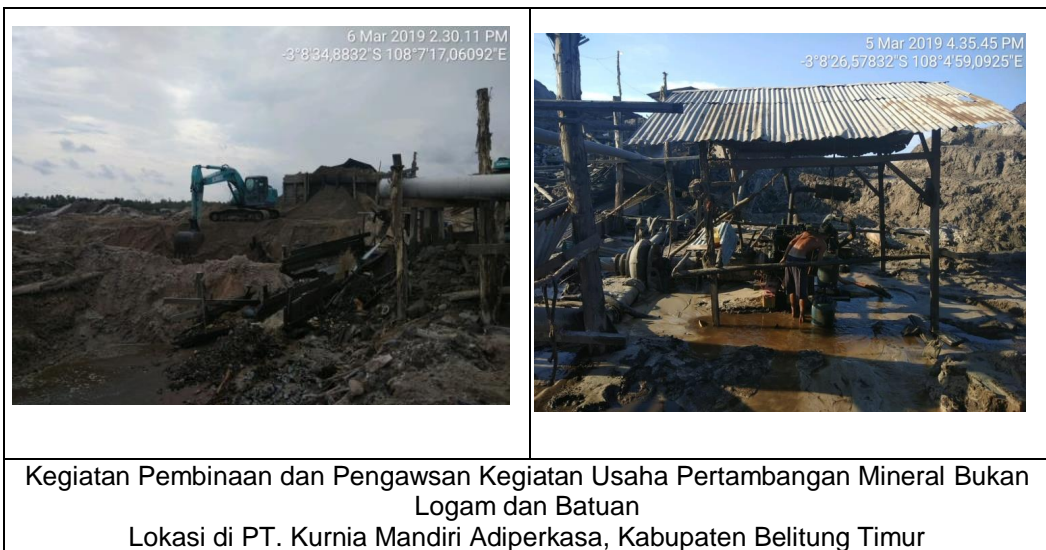 6 Mar 2019 2.30.11 PM
-3°8'34,8832"S 108°7'17,06092"E
5 Mar 2019 4.35.45 PM
-3°8'26,57832"S 108°4'59,0925"E
Kegiatan Pembinaan dan Pengawsan Kegiatan Usaha Pertambangan Mineral Bukan
Logam dan Batuan
Lokasi di PT. Kurnia Mandiri Adiperkasa, Kabupaten Belitung Timur